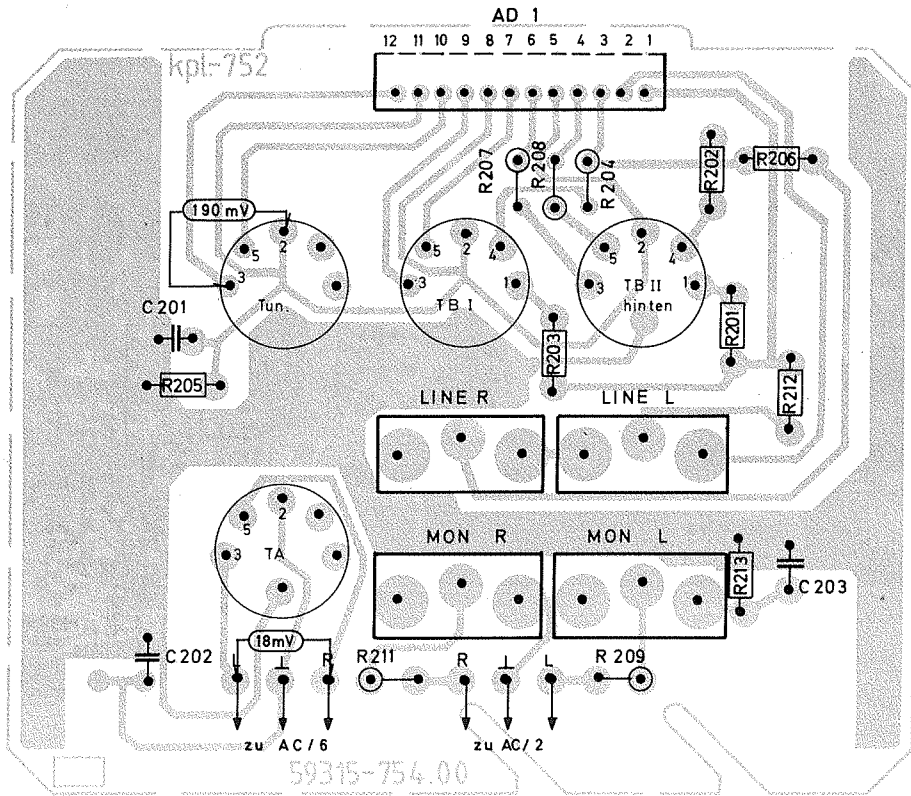 AD 1
12 11 10 9 8 7 6 5 4 3 2 1
kpl-752
R207
R208
R204
R202
R206
190 mV
2
5
3
Tun.
2
5
4
3
1
TB I
2
5
4
3
1
TB II
hinten
C 201
R205
R203
R201
R212
LINE R
LINE L
5
2
3
TA
MON R
MON L
R213
C 203
18mV
C 202
L ⊥ R
R 211
R ⊥ L
R 209
zu AC/6
zu AC/2
59315-754.00